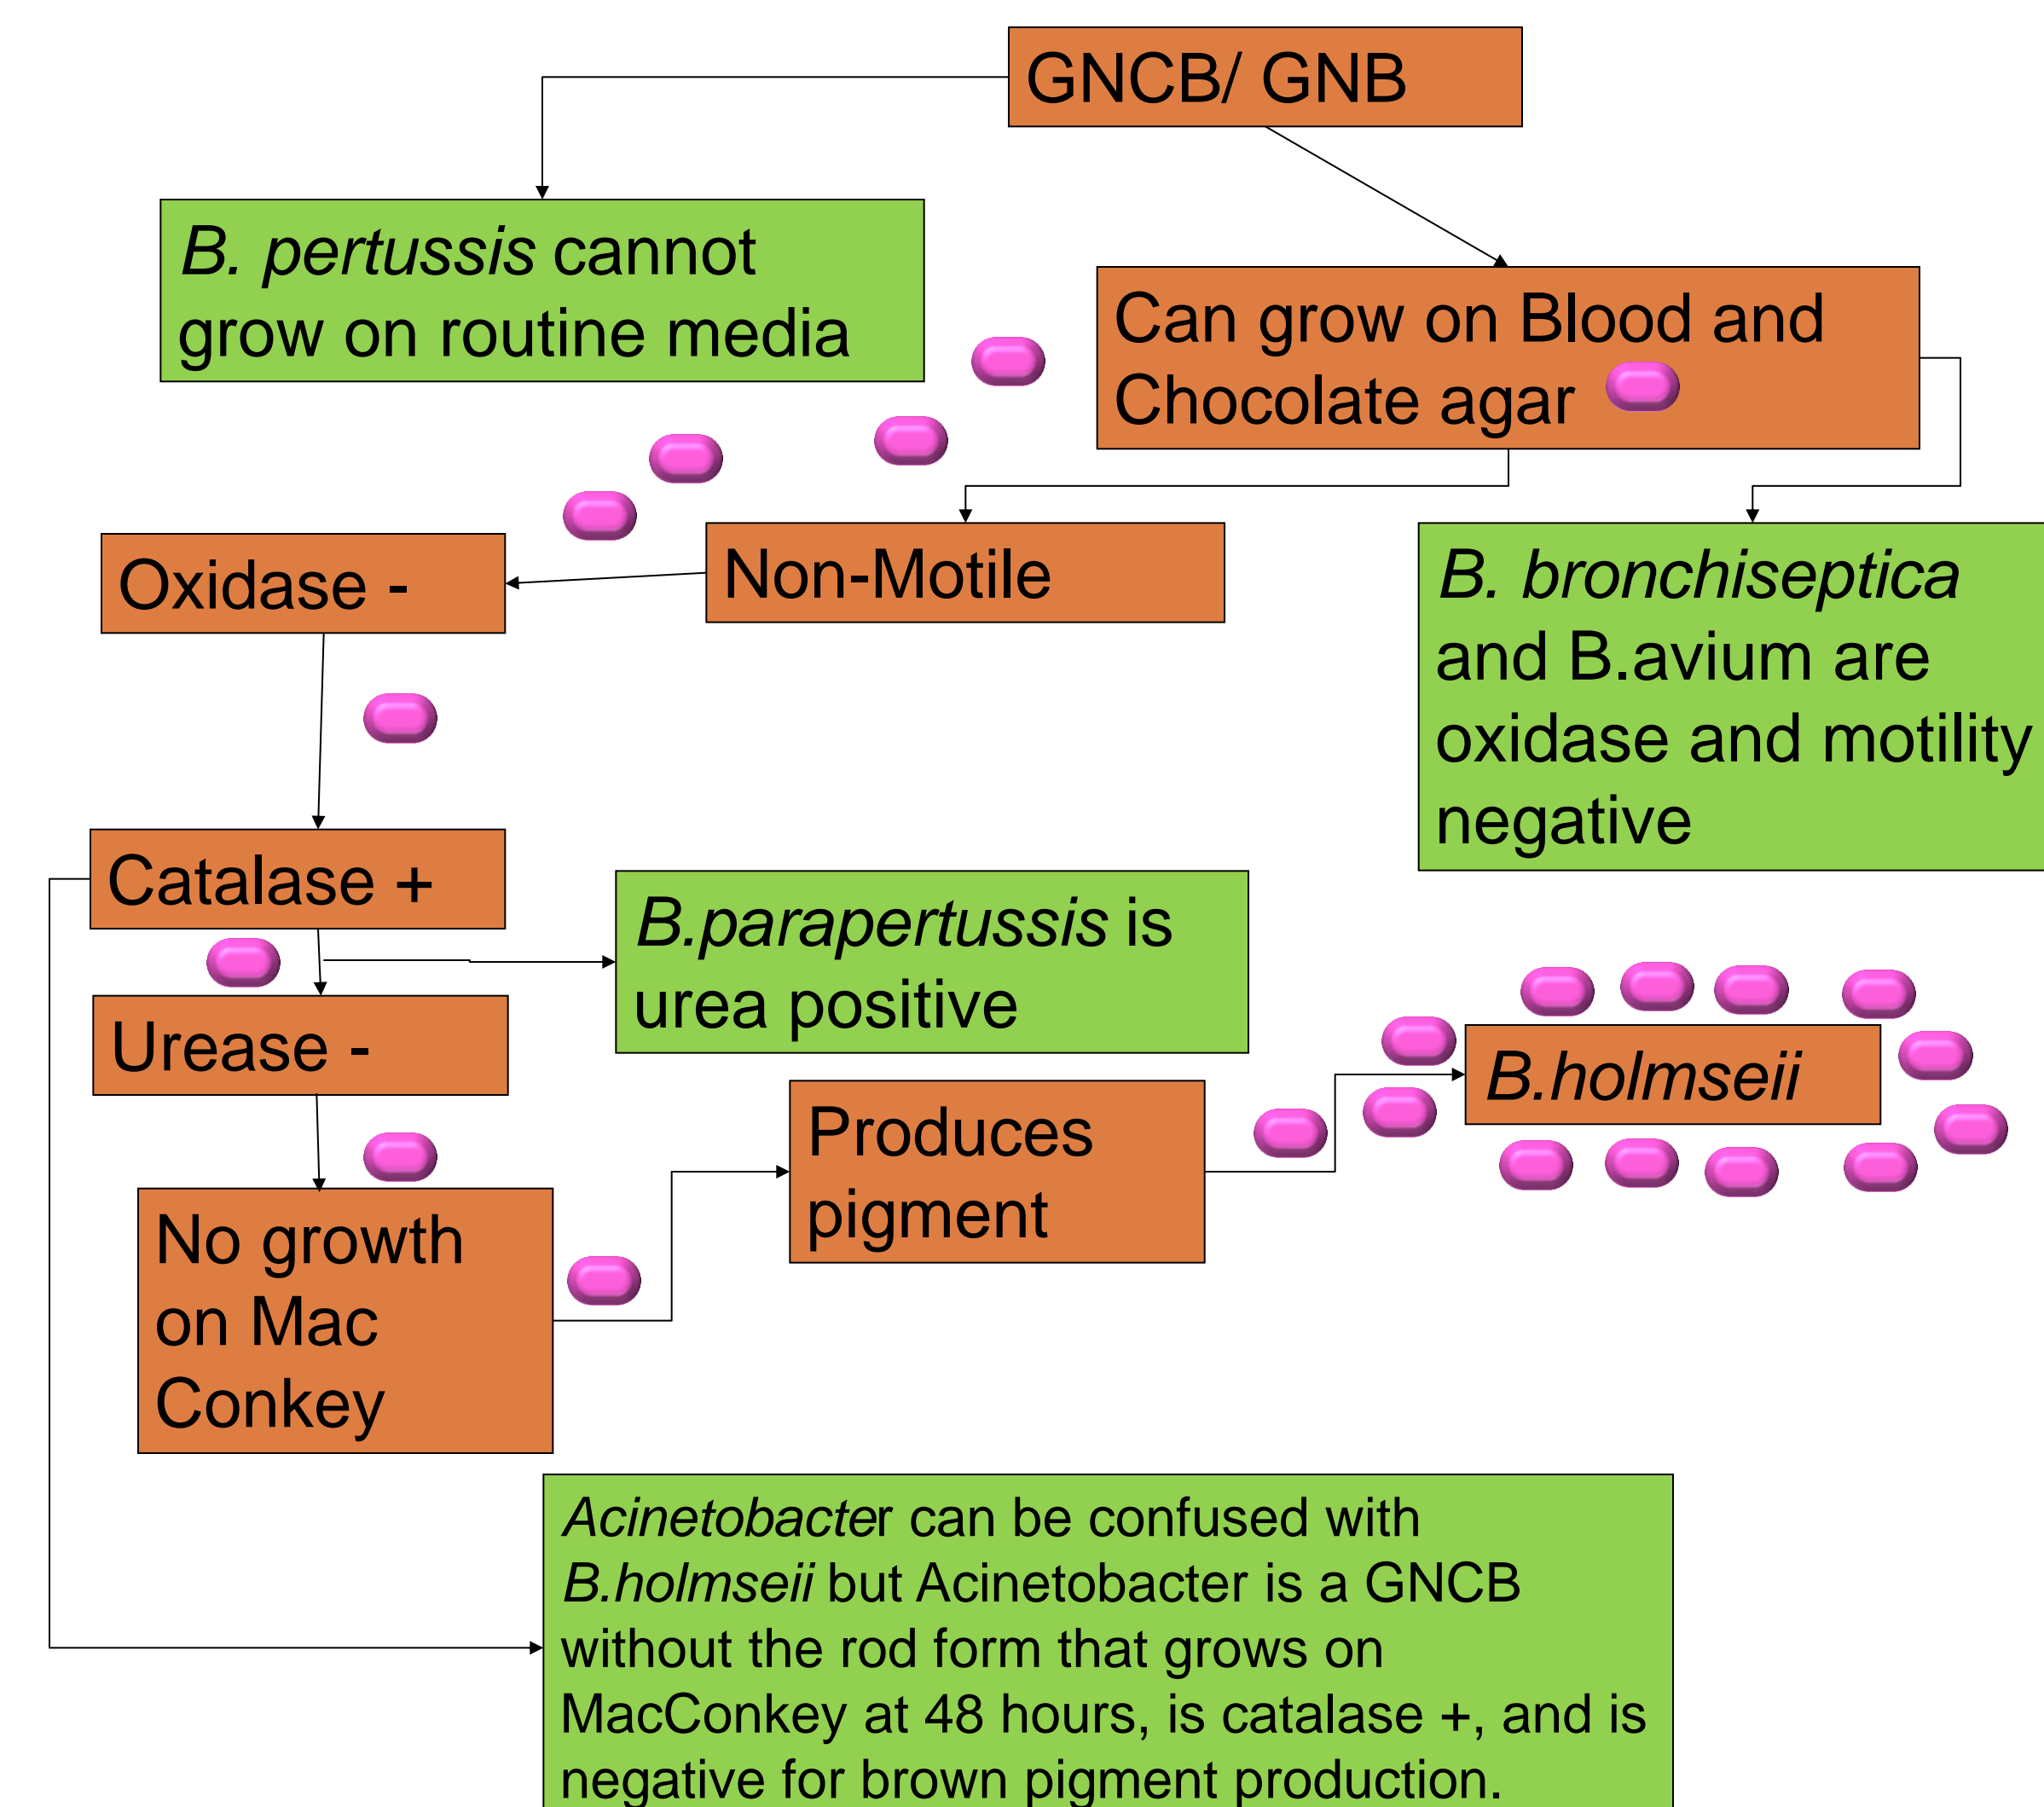 GNCB/ GNB
B. pertussis cannot
grow on routine media
Can grow on Blood and
Chocolate agar
Oxidase -
Non-Motile
B. bronchiseptica
and B.avium are
oxidase and motility
negative
Catalase +
B.parapertussis is
urea positive
Urease -
B.holmseii
Produces
pigment
No growth
on Mac
Conkey
Acinetobacter can be confused with
B.holmseii but Acinetobacter is a GNCB
without the rod form that grows on
MacConkey at 48 hours, is catalase +, and is
negative for brown pigment production.